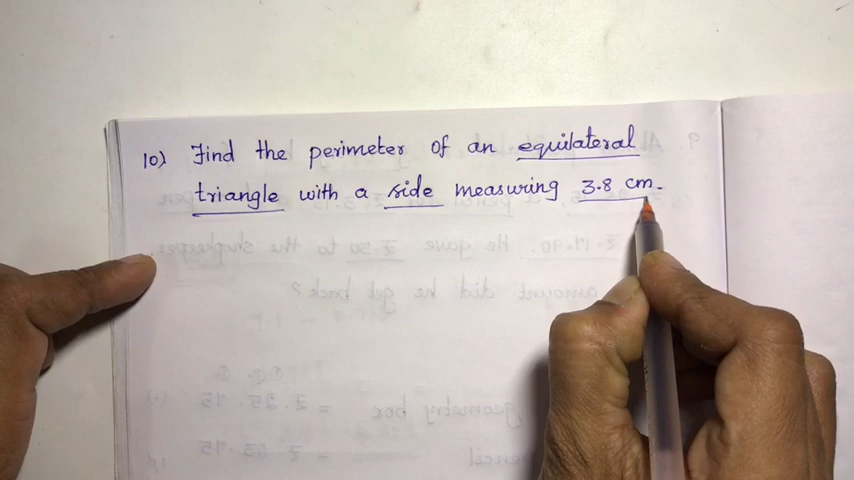 10) Find the perimeter of an equilateral
triangle with a side measuring 3.8 cm.